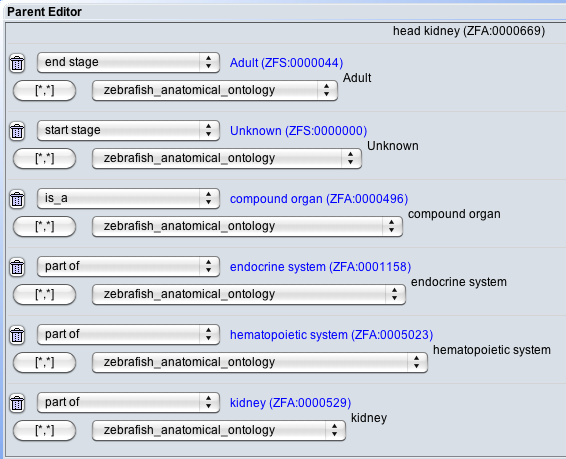 Parent Editor
head kidney (ZFA:0000669)
end stage Adult (ZFS:0000044)
Adult
[*,*] zebrafish_anatomical_ontology
start stage Unknown (ZFS:0000000)
Unknown
[*,*] zebrafish_anatomical_ontology
is_a compound organ (ZFA:0000496)
compound organ
[*,*] zebrafish_anatomical_ontology
part of endocrine system (ZFA:0001158)
endocrine system
[*,*] zebrafish_anatomical_ontology
part of hematopoietic system (ZFA:0005023)
hematopoietic system
[*,*] zebrafish_anatomical_ontology
part of kidney (ZFA:0000529)
kidney
[*,*] zebrafish_anatomical_ontology